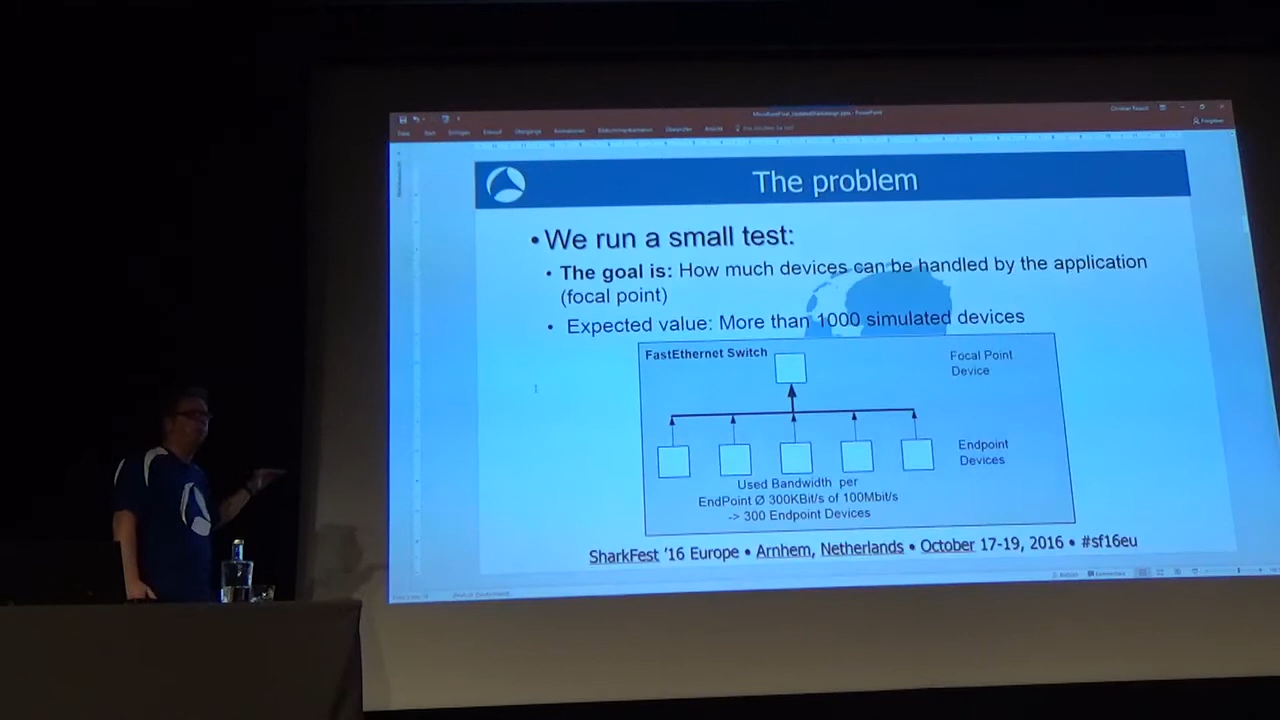 PowerPoint
The problem
• We run a small test:
• The goal is: How much devices can be handled by the application
(focal point)
• Expected value: More than 1000 simulated devices
FastEthernet Switch
Focal Point
Device
Endpoint
Devices
Used Bandwidth per
EndPoint Ø 300KBit/s of 100Mbit/s
-> 300 Endpoint Devices
SharkFest '16 Europe • Arnhem, Netherlands • October 17-19, 2016 • #sf16eu